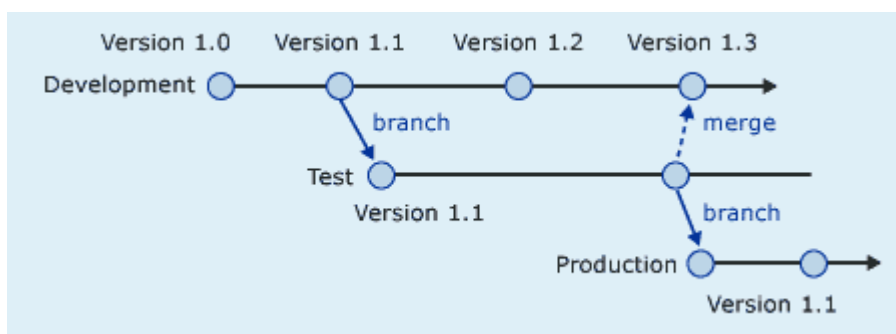 Version 1.0 Version 1.1 Version 1.2 Version 1.3
Development
branch merge
Test
Version 1.1 branch
Production
Version 1.1